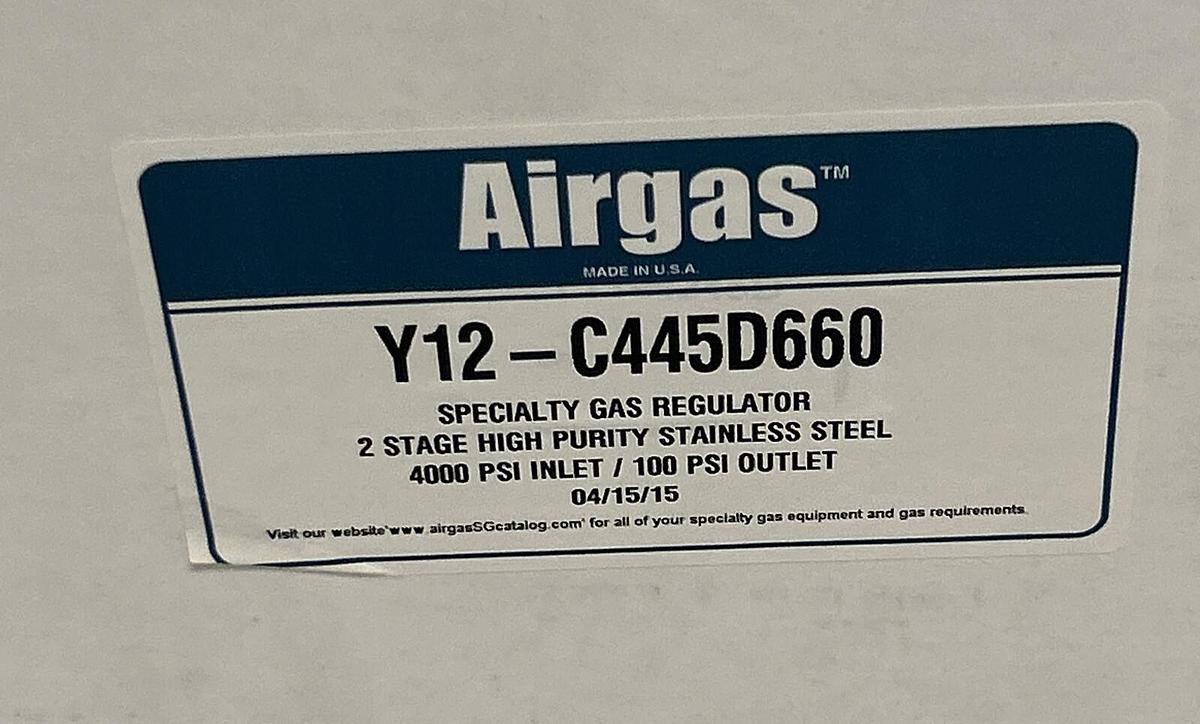 Airgas™
MADE IN U.S.A.
Y12-C445D660
SPECIALTY GAS REGULATOR
2 STAGE HIGH PURITY STAINLESS STEEL
4000 PSI INLET / 100 PSI OUTLET
04/15/15
Visit our website'www airgasSGcatalog.com' for all of your specialty gas equipment and gas requirements.